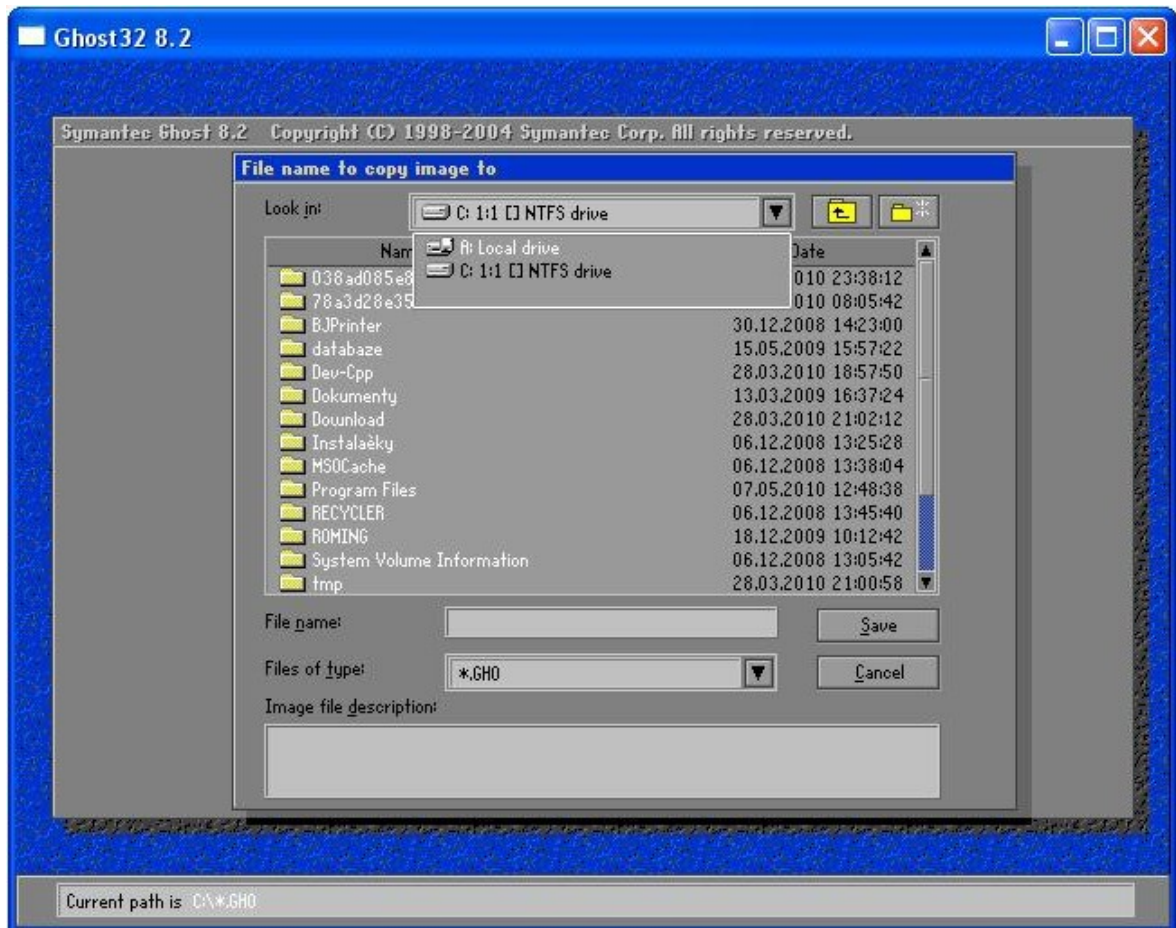 Ghost32 8.2
Symantec Ghost 8.2 Copyright (C) 1998-2004 Symantec Corp. All rights reserved.
File name to copy image to
Look in: C: 1:1 [] NTFS drive
A: Local drive
C: 1:1 [] NTFS drive
Nam Date
038ad085e8 010 23:38:12
78a3d28e35 010 08:05:42
BJPrinter 30.12.2008 14:23:00
databaze 15.05.2009 15:57:22
Dev-Cpp 28.03.2010 18:57:50
Dokumenty 13.03.2009 16:37:24
Download 28.03.2010 21:02:12
Instalaèky 06.12.2008 13:25:28
MSOCache 06.12.2008 13:38:04
Program Files 07.05.2010 12:48:38
RECYCLER 06.12.2008 13:45:40
ROMING 18.12.2009 10:12:42
System Volume Information 06.12.2008 13:05:42
tmp 28.03.2010 21:00:58
File name: Save
Files of type: *.GHO Cancel
Image file description:
Current path is C:\*.GHO